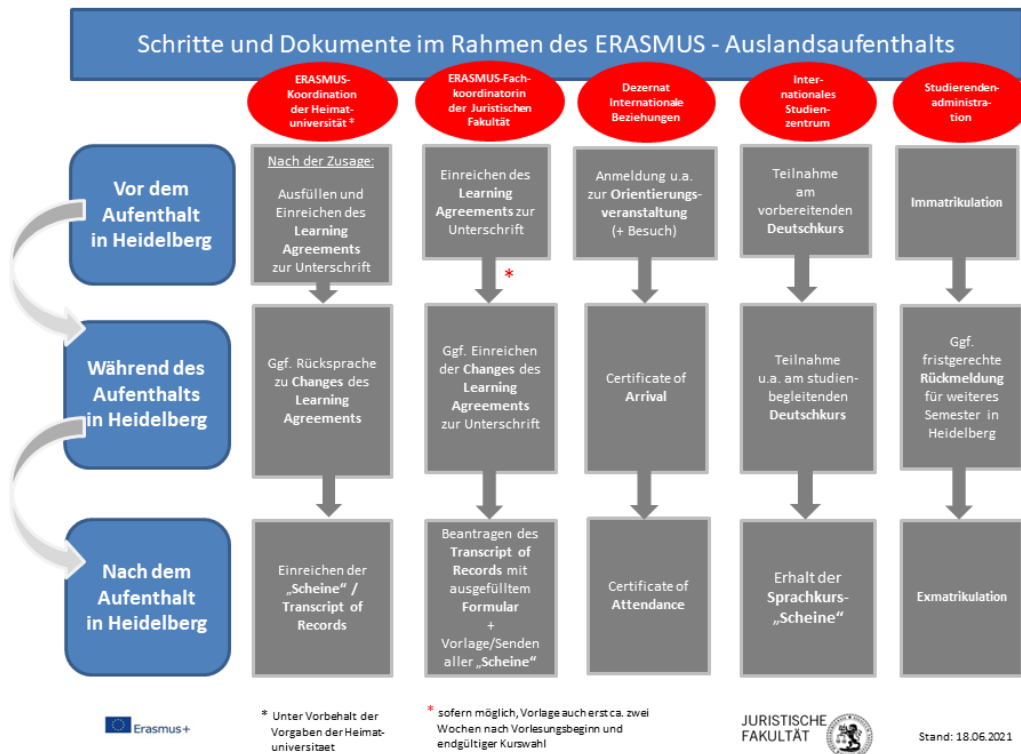 Schritte und Dokumente im Rahmen des ERASMUS - Auslandsaufenthalts
ERASMUS-
Koordination
der Heimat-
universität *
ERASMUS-Fach-
koordinatorin
der Juristischen
Fakultät
Dezernat
Internationale
Beziehungen
Inter-
nationales
Studien-
zentrum
Studierenden-
administra-
tion
Vor dem
Aufenthalt
in Heidelberg
Nach der Zusage:
Ausfüllen und
Einreichen des
Learning
Agreements
zur Unterschrift
Einreichen des
Learning
Agreements zur
Unterschrift
*
Anmeldung u.a.
zur Orientierungs-
veranstaltung
(+ Besuch)
Teilnahme
am
vorbereitenden
Deutschkurs
Immatrikulation
Während des
Aufenthalts
in Heidelberg
Ggf. Rücksprache
zu Changes des
Learning
Agreements
Ggf. Einreichen
der Changes des
Learning
Agreements
zur Unterschrift
Certificate of
Arrival
Teilnahme
u.a. am studien-
begleitenden
Deutschkurs
Ggf.
fristgerechte
Rückmeldung
für weiteres
Semester in
Heidelberg
Nach dem
Aufenthalt
in Heidelberg
Einreichen der
„Scheine“ /
Transcript of
Records
Beantragen des
Transcript of
Records mit
ausgefülltem
Formular
+
Vorlage/Senden
aller „Scheine“
Certificate of
Attendance
Erhalt der
Sprachkurs-
„Scheine“
Exmatrikulation
Erasmus+
* Unter Vorbehalt der
Vorgaben der Heimat-
universitaet
* sofern möglich, Vorlage auch erst ca. zwei
Wochen nach Vorlesungsbeginn und
endgültiger Kurswahl
JURISTISCHE
FAKULTÄT
Stand: 18.06.2021